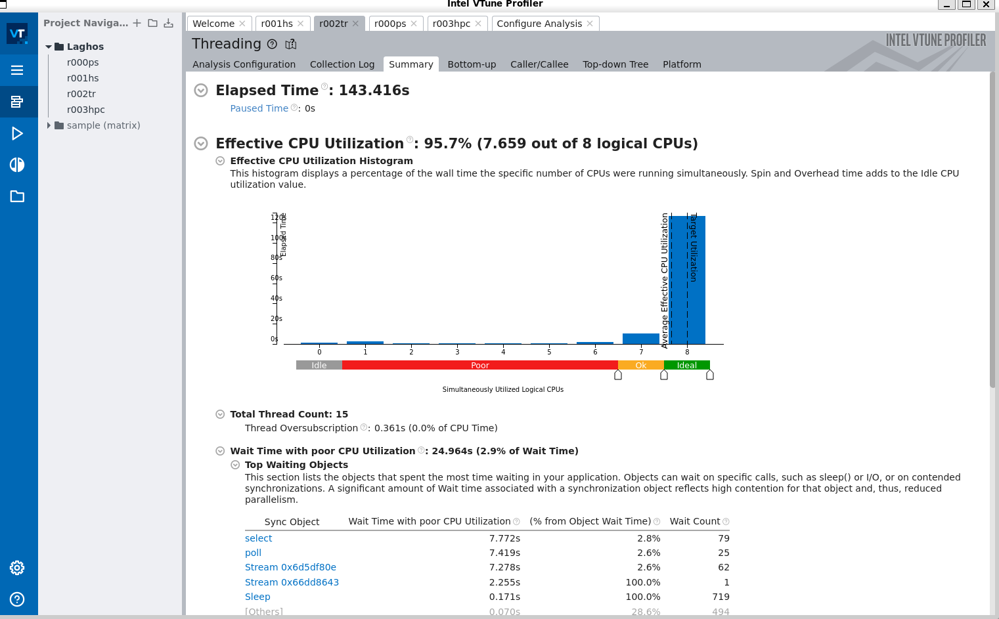 Intel VTune Profiler
VT
Project Naviga...
Laghos
r000ps
r001hs
r002tr
r003hpc
sample (matrix)
Welcome
r001hs
r002tr
r000ps
r003hpc
Configure Analysis
Threading
INTEL VTUNE PROFILER
Analysis Configuration
Collection Log
Summary
Bottom-up
Caller/Callee
Top-down Tree
Platform
Elapsed Time : 143.416s
Paused Time : 0s
Effective CPU Utilization : 95.7% (7.659 out of 8 logical CPUs)
Effective CPU Utilization Histogram
This histogram displays a percentage of the wall time the specific number of CPUs were running simultaneously. Spin and Overhead time adds to the Idle CPU
utilization value.
120s
100s
80s
60s
40s
20s
0s
Elapsed Time
Average Effective CPU Utilization
Target Utilization
0 1 2 3 4 5 6 7 8
Idle Poor Ok Ideal
Simultaneously Utilized Logical CPUs
Total Thread Count: 15
Thread Oversubscription : 0.361s (0.0% of CPU Time)
Wait Time with poor CPU Utilization : 24.964s (2.9% of Wait Time)
Top Waiting Objects
This section lists the objects that spent the most time waiting in your application. Objects can wait on specific calls, such as sleep() or I/O, or on contended
synchronizations. A significant amount of Wait time associated with a synchronization object reflects high contention for that object and, thus, reduced
parallelism.
Sync Object Wait Time with poor CPU Utilization (% from Object Wait Time) Wait Count
select 7.772s 2.8% 79
poll 7.419s 2.6% 25
Stream 0x6d5df80e 7.278s 2.6% 62
Stream 0x66dd8643 2.255s 100.0% 1
Sleep 0.171s 100.0% 719
[Others] 0.070s 28.6% 494